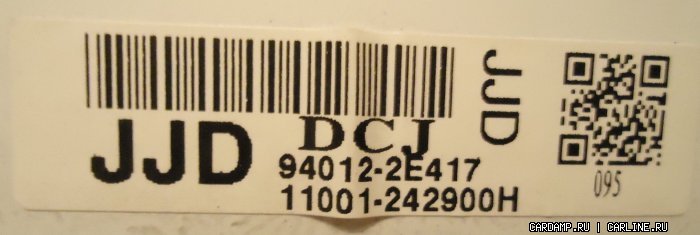 JJD
DCJ
94012-2E417
11001-242900H
JJD
095
CARDAMP.RU | CARLINE.RU